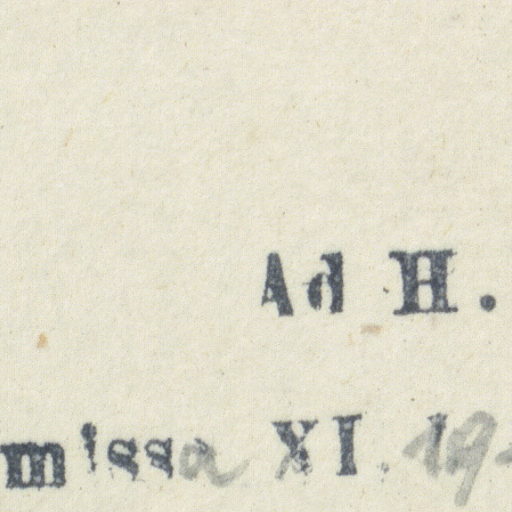 Ad H.
missa XI. 19